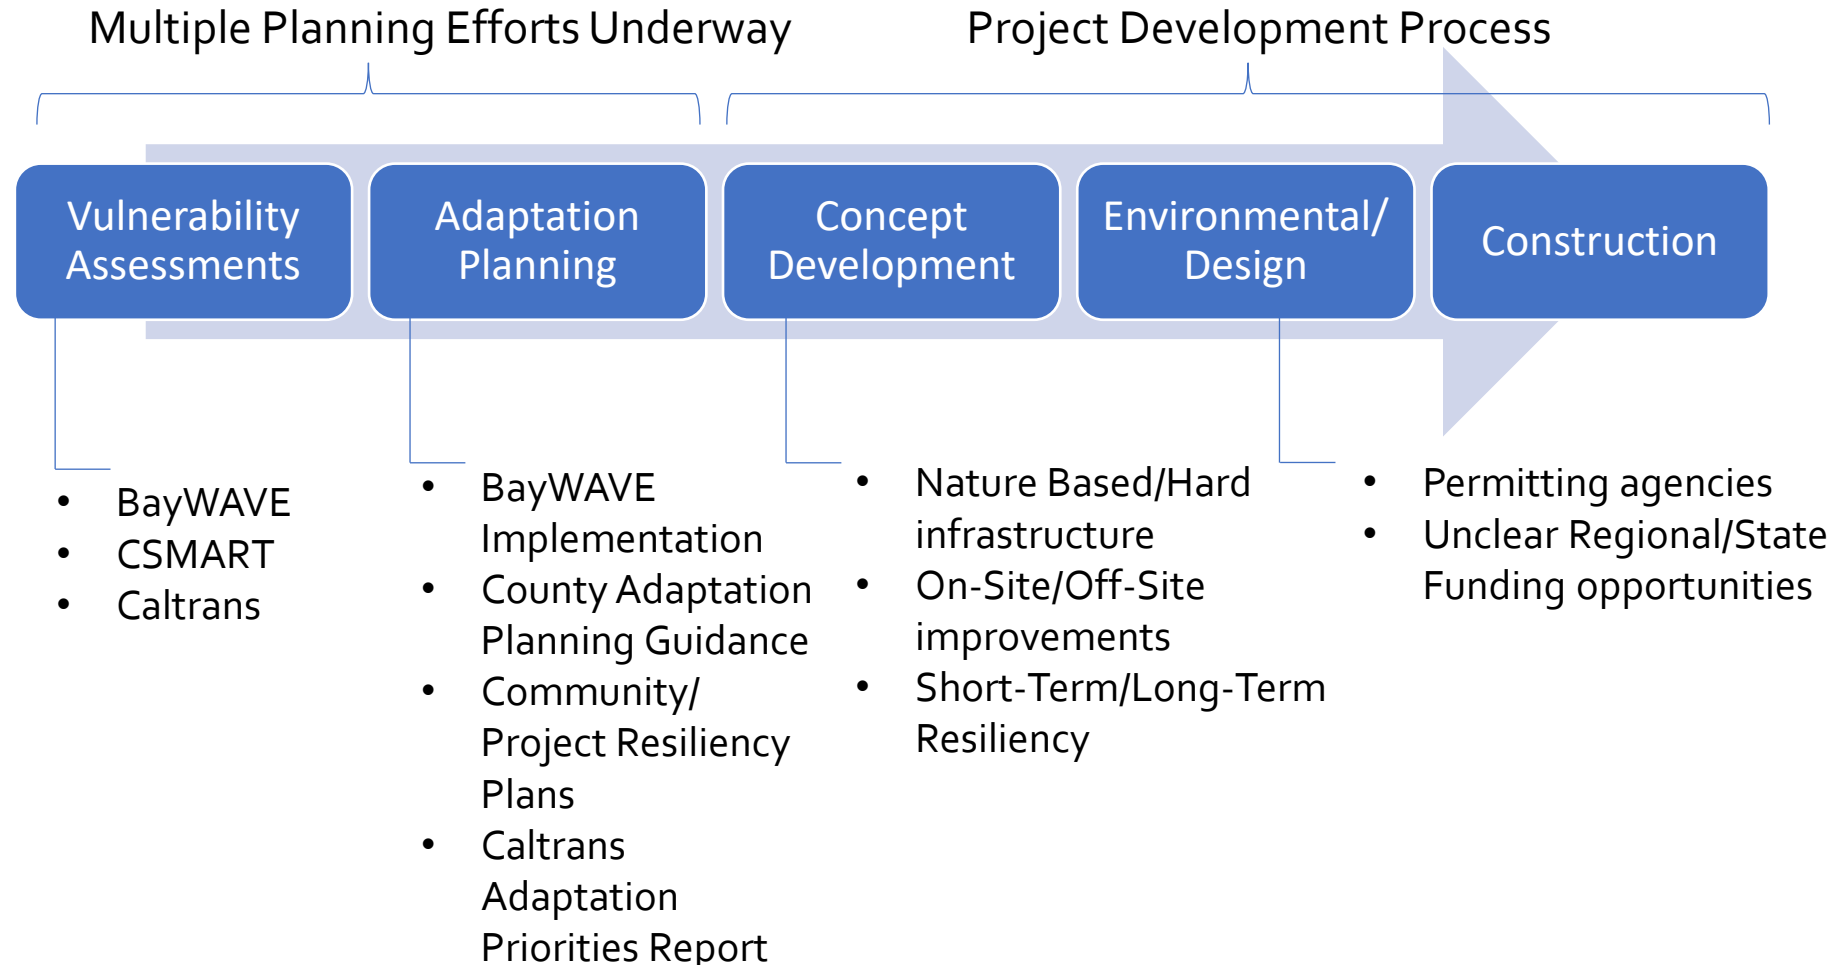 Multiple Planning Efforts Underway
Project Development Process
Vulnerability
Assessments
Adaptation
Planning
Concept
Development
Environmental/
Design
Construction
• BayWAVE
• CSMART
• Caltrans
• BayWAVE
Implementation
• County Adaptation
Planning Guidance
• Community/
Project Resiliency
Plans
• Caltrans
Adaptation
Priorities Report
• Nature Based/Hard
infrastructure
• On-Site/Off-Site
improvements
• Short-Term/Long-Term
Resiliency
• Permitting agencies
• Unclear Regional/State
Funding opportunities